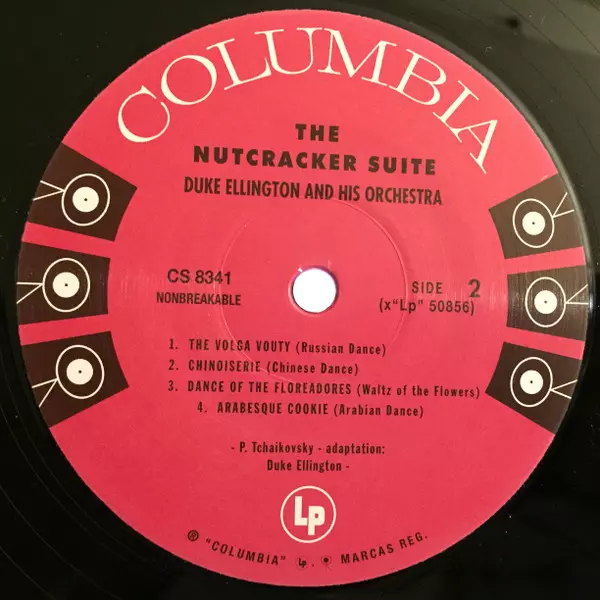 COLUMBIA
THE
NUTCRACKER SUITE
DUKE ELLINGTON AND HIS ORCHESTRA
CS 8341
NONBREAKABLE
SIDE 2
(x"Lp" 50856)
1. THE VOLGA VOUTY (Russian Dance)
2. CHINOISERIE (Chinese Dance)
3. DANCE OF THE FLOREADORES (Waltz of the Flowers)
4. ARABESQUE COOKIE (Arabian Dance)
- P. Tchaikovsky - adaptation:
Duke Ellington -
Lp
® "COLUMBIA" Lp. MARCAS REG.